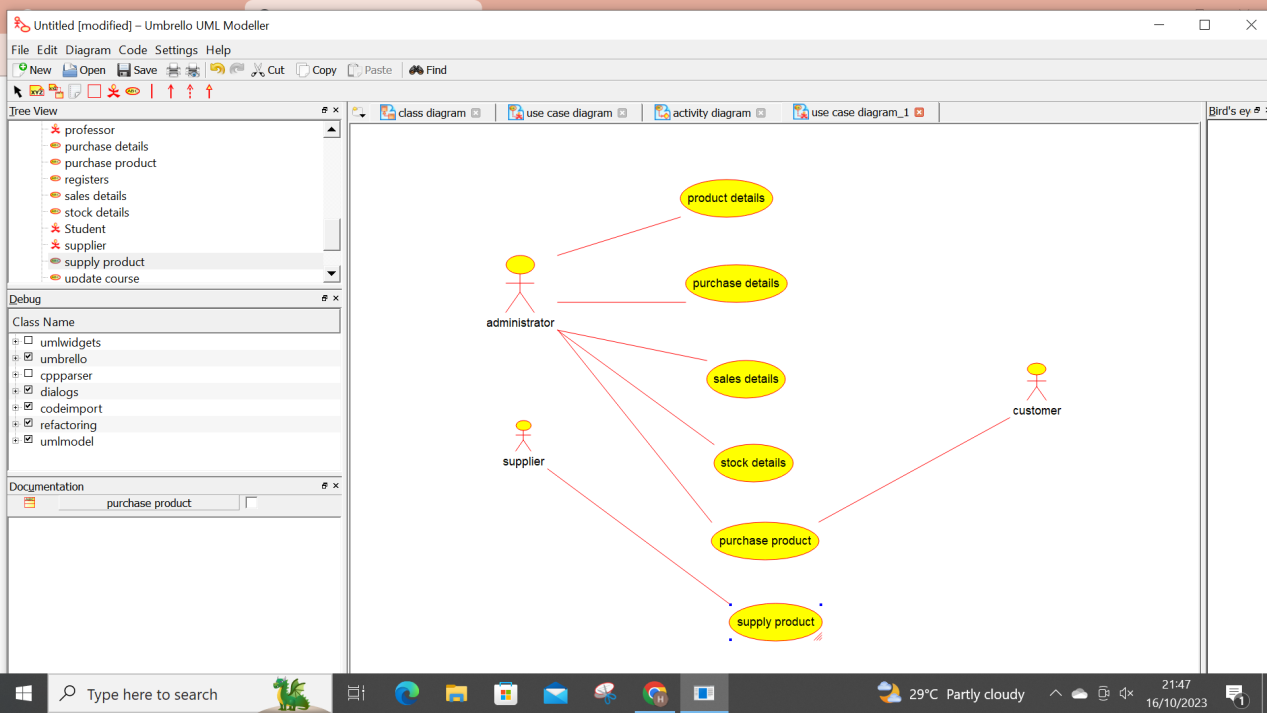 Untitled [modified] – Umbrello UML Modeller
File Edit Diagram Code Settings Help
New Open Save Cut Copy Paste Find
XYZ ABC
Tree View
professor
purchase details
purchase product
registers
sales details
stock details
Student
supplier
supply product
update course
Debug
Class Name
umlwidgets
umbrello
cppparser
dialogs
codeimport
refactoring
umlmodel
Documentation
purchase product
class diagram use case diagram activity diagram use case diagram_1
Bird's ey
product details
purchase details
administrator
sales details
customer
supplier
stock details
purchase product
supply product
Type here to search
29°C Partly cloudy
21:47
16/10/2023
1